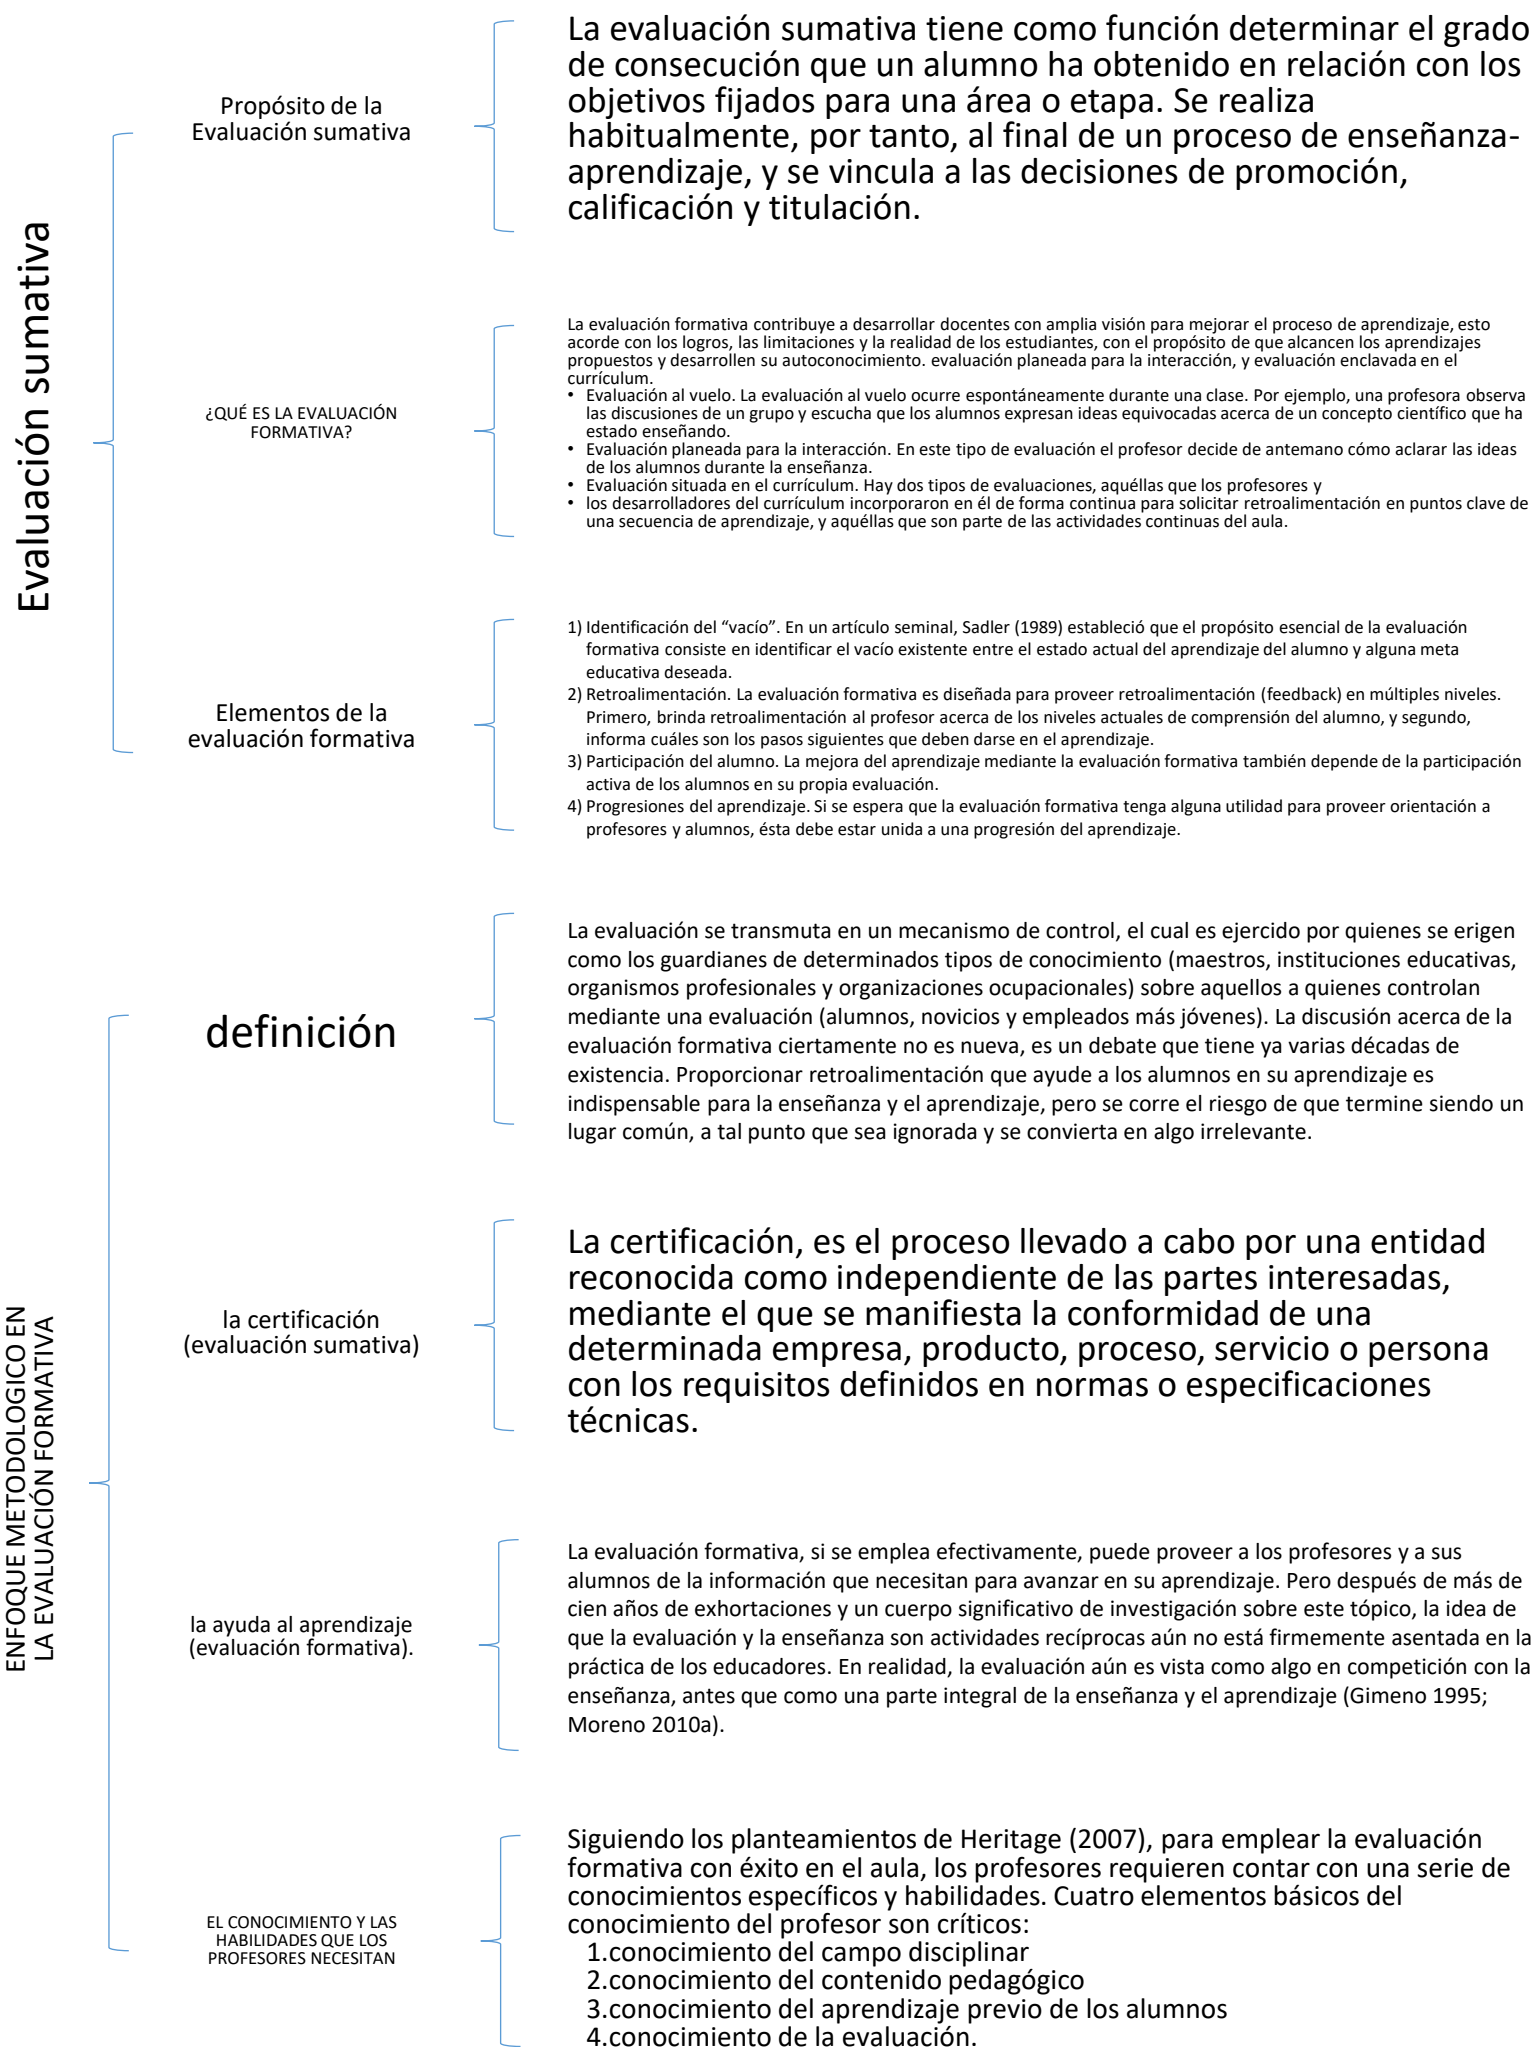 Evaluación sumativa
Propósito de la
Evaluación sumativa
La evaluación sumativa tiene como función determinar el grado
de consecución que un alumno ha obtenido en relación con los
objetivos fijados para una área o etapa. Se realiza
habitualmente, por tanto, al final de un proceso de enseñanza-
aprendizaje, y se vincula a las decisiones de promoción,
calificación y titulación.
¿QUÉ ES LA EVALUACIÓN
FORMATIVA?
La evaluación formativa contribuye a desarrollar docentes con amplia visión para mejorar el proceso de aprendizaje, esto
acorde con los logros, las limitaciones y la realidad de los estudiantes, con el propósito de que alcancen los aprendizajes
propuestos y desarrollen su autoconocimiento. evaluación planeada para la interacción, y evaluación enclavada en el
currículum.
• Evaluación al vuelo. La evaluación al vuelo ocurre espontáneamente durante una clase. Por ejemplo, una profesora observa
las discusiones de un grupo y escucha que los alumnos expresan ideas equivocadas acerca de un concepto científico que ha
estado enseñando.
• Evaluación planeada para la interacción. En este tipo de evaluación el profesor decide de antemano cómo aclarar las ideas
de los alumnos durante la enseñanza.
• Evaluación situada en el currículum. Hay dos tipos de evaluaciones, aquéllas que los profesores y
• los desarrolladores del currículum incorporaron en él de forma continua para solicitar retroalimentación en puntos clave de
una secuencia de aprendizaje, y aquéllas que son parte de las actividades continuas del aula.
Elementos de la
evaluación formativa
1) Identificación del “vacío”. En un artículo seminal, Sadler (1989) estableció que el propósito esencial de la evaluación
formativa consiste en identificar el vacío existente entre el estado actual del aprendizaje del alumno y alguna meta
educativa deseada.
2) Retroalimentación. La evaluación formativa es diseñada para proveer retroalimentación (feedback) en múltiples niveles.
Primero, brinda retroalimentación al profesor acerca de los niveles actuales de comprensión del alumno, y segundo,
informa cuáles son los pasos siguientes que deben darse en el aprendizaje.
3) Participación del alumno. La mejora del aprendizaje mediante la evaluación formativa también depende de la participación
activa de los alumnos en su propia evaluación.
4) Progresiones del aprendizaje. Si se espera que la evaluación formativa tenga alguna utilidad para proveer orientación a
profesores y alumnos, ésta debe estar unida a una progresión del aprendizaje.
ENFOQUE METODOLOGICO EN
LA EVALUACIÓN FORMATIVA
definición
La evaluación se transmuta en un mecanismo de control, el cual es ejercido por quienes se erigen
como los guardianes de determinados tipos de conocimiento (maestros, instituciones educativas,
organismos profesionales y organizaciones ocupacionales) sobre aquellos a quienes controlan
mediante una evaluación (alumnos, novicios y empleados más jóvenes). La discusión acerca de la
evaluación formativa ciertamente no es nueva, es un debate que tiene ya varias décadas de
existencia. Proporcionar retroalimentación que ayude a los alumnos en su aprendizaje es
indispensable para la enseñanza y el aprendizaje, pero se corre el riesgo de que termine siendo un
lugar común, a tal punto que sea ignorada y se convierta en algo irrelevante.
la certificación
(evaluación sumativa)
La certificación, es el proceso llevado a cabo por una entidad
reconocida como independiente de las partes interesadas,
mediante el que se manifiesta la conformidad de una
determinada empresa, producto, proceso, servicio o persona
con los requisitos definidos en normas o especificaciones
técnicas.
la ayuda al aprendizaje
(evaluación formativa).
La evaluación formativa, si se emplea efectivamente, puede proveer a los profesores y a sus
alumnos de la información que necesitan para avanzar en su aprendizaje. Pero después de más de
cien años de exhortaciones y un cuerpo significativo de investigación sobre este tópico, la idea de
que la evaluación y la enseñanza son actividades recíprocas aún no está firmemente asentada en la
práctica de los educadores. En realidad, la evaluación aún es vista como algo en competición con la
enseñanza, antes que como una parte integral de la enseñanza y el aprendizaje (Gimeno 1995;
Moreno 2010a).
EL CONOCIMIENTO Y LAS
HABILIDADES QUE LOS
PROFESORES NECESITAN
Siguiendo los planteamientos de Heritage (2007), para emplear la evaluación
formativa con éxito en el aula, los profesores requieren contar con una serie de
conocimientos específicos y habilidades. Cuatro elementos básicos del
conocimiento del profesor son críticos:
1.conocimiento del campo disciplinar
2.conocimiento del contenido pedagógico
3.conocimiento del aprendizaje previo de los alumnos
4.conocimiento de la evaluación.